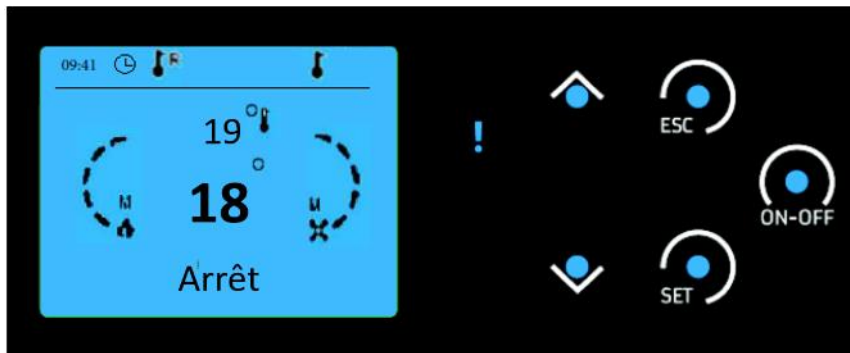 09:41 R
19°
18°
M M
Arrêt
!
ESC
ON-OFF
SET